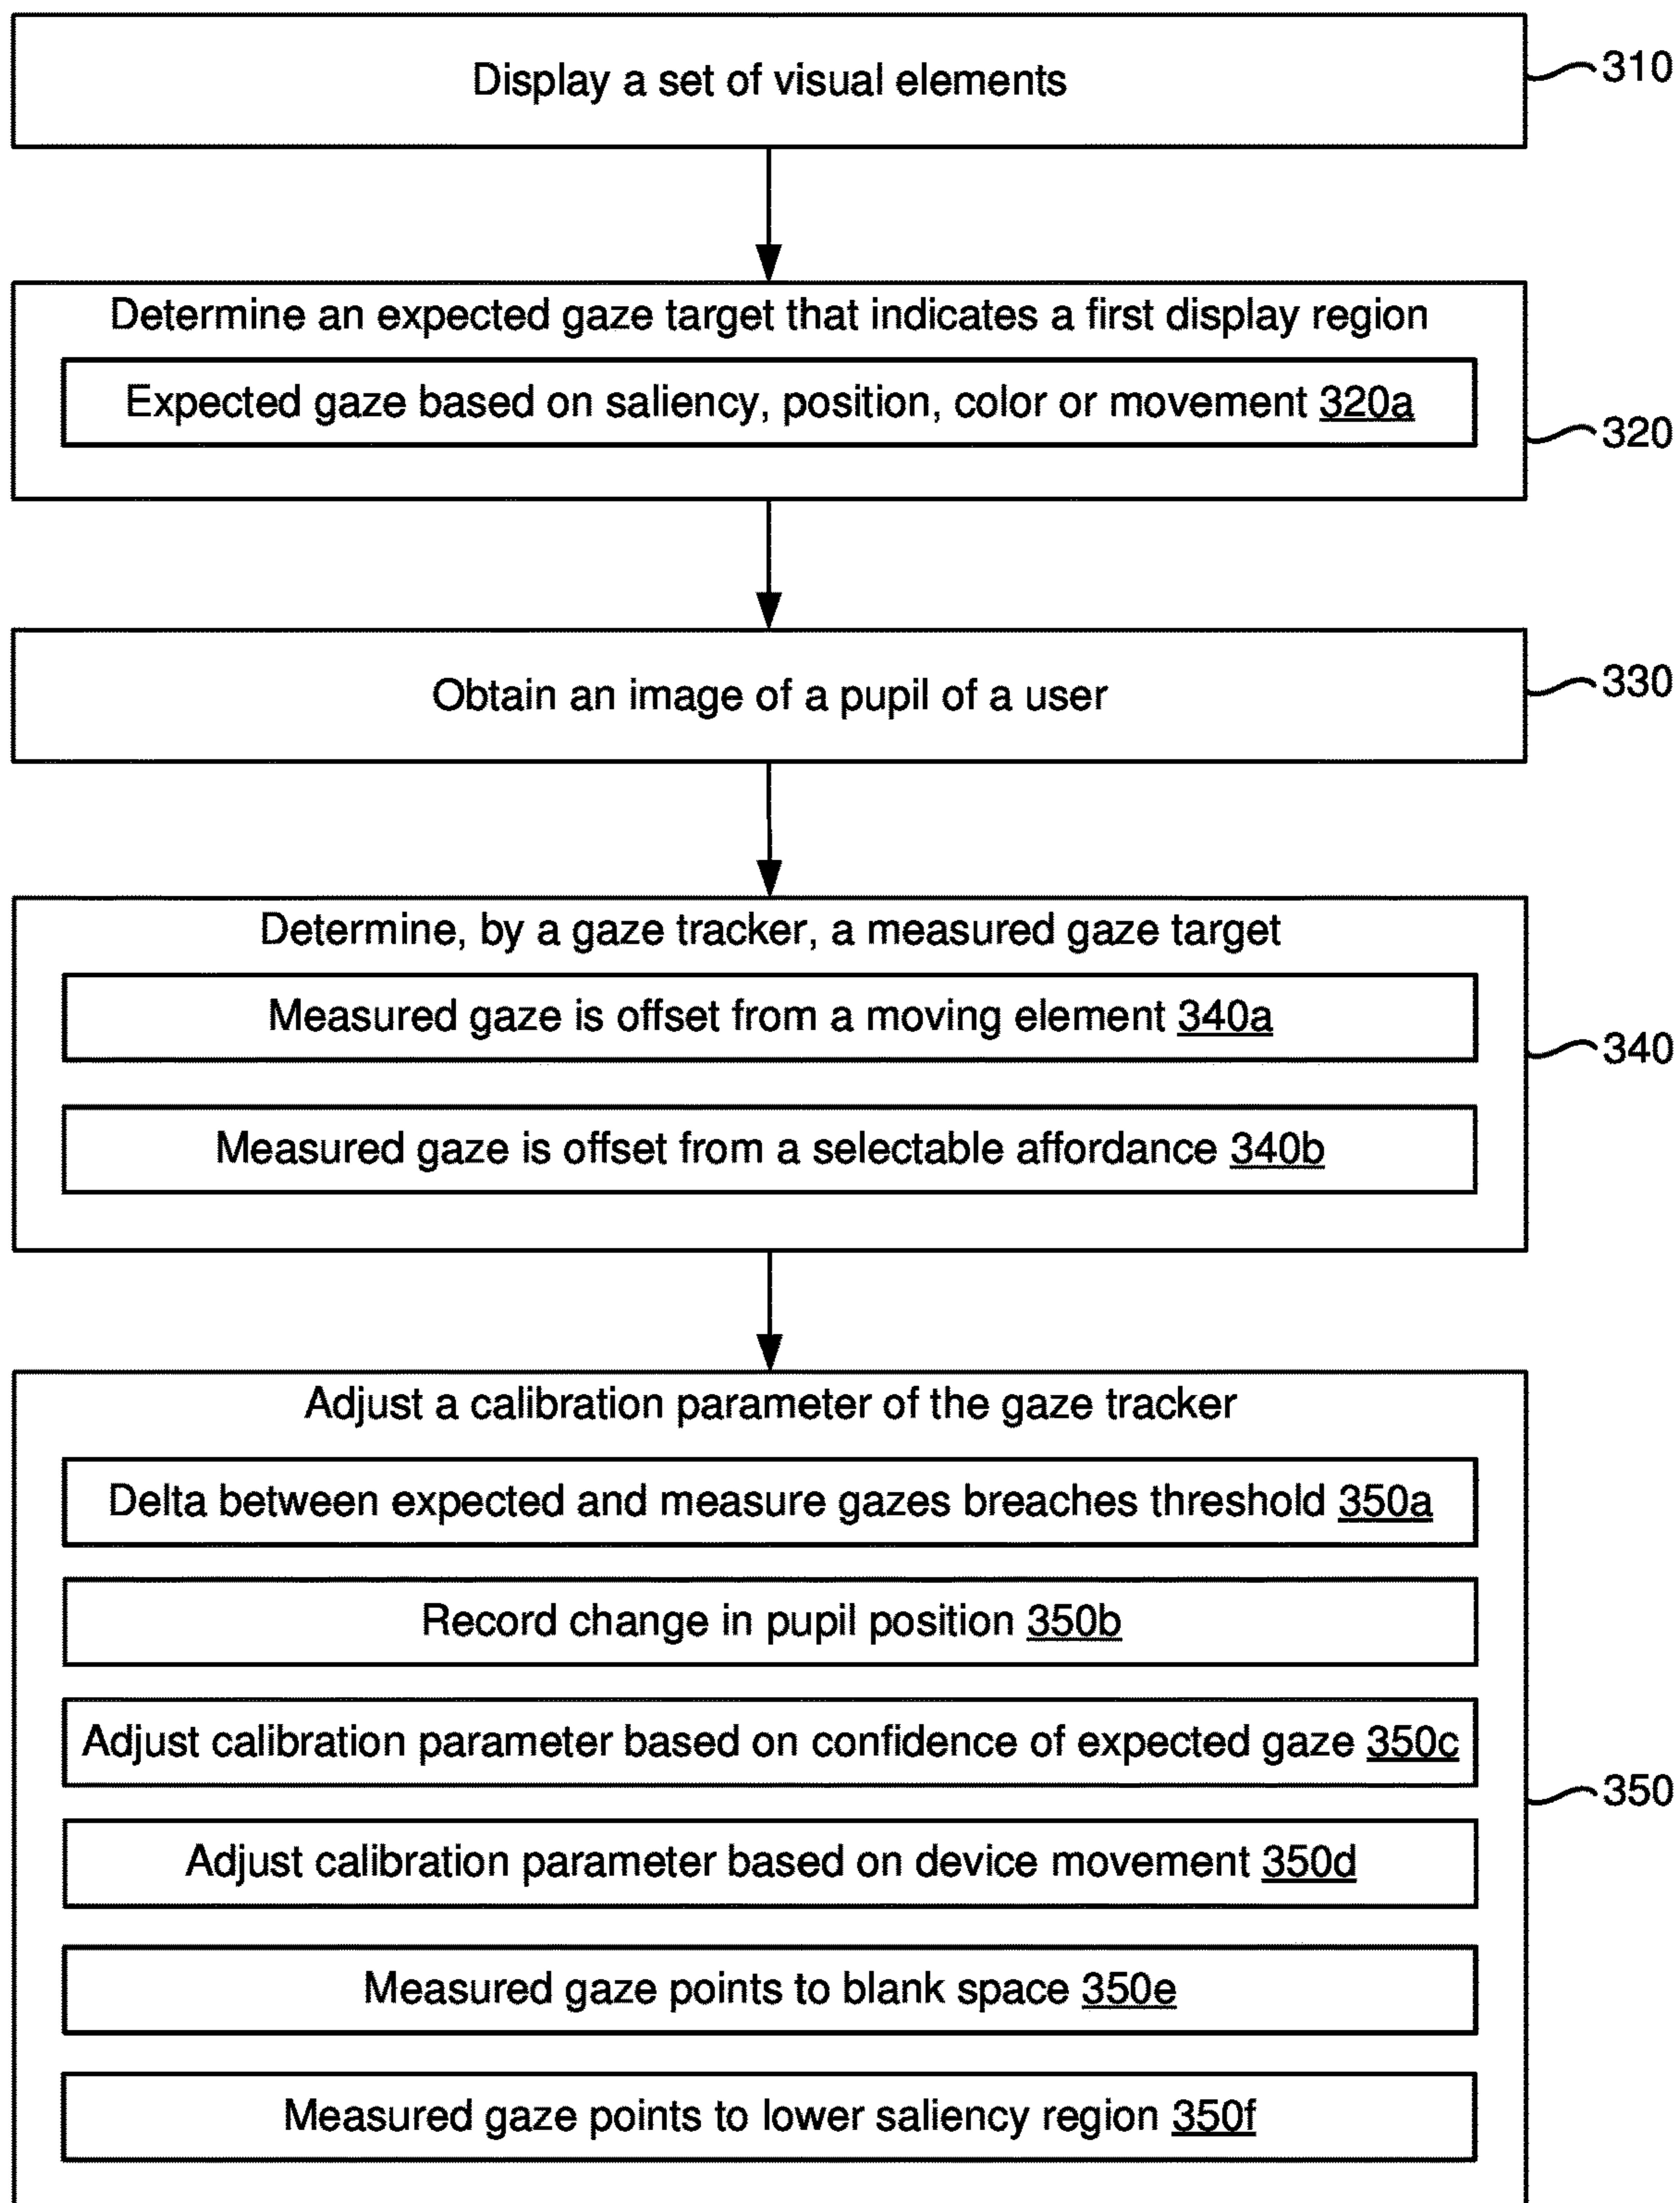 Display a set of visual elements
310
Determine an expected gaze target that indicates a first display region
Expected gaze based on saliency, position, color or movement 320a
320
Obtain an image of a pupil of a user
330
Determine, by a gaze tracker, a measured gaze target
Measured gaze is offset from a moving element 340a
340
Measured gaze is offset from a selectable affordance 340b
Adjust a calibration parameter of the gaze tracker
Delta between expected and measure gazes breaches threshold 350a
Record change in pupil position 350b
Adjust calibration parameter based on confidence of expected gaze 350c
350
Adjust calibration parameter based on device movement 350d
Measured gaze points to blank space 350e
Measured gaze points to lower saliency region 350f